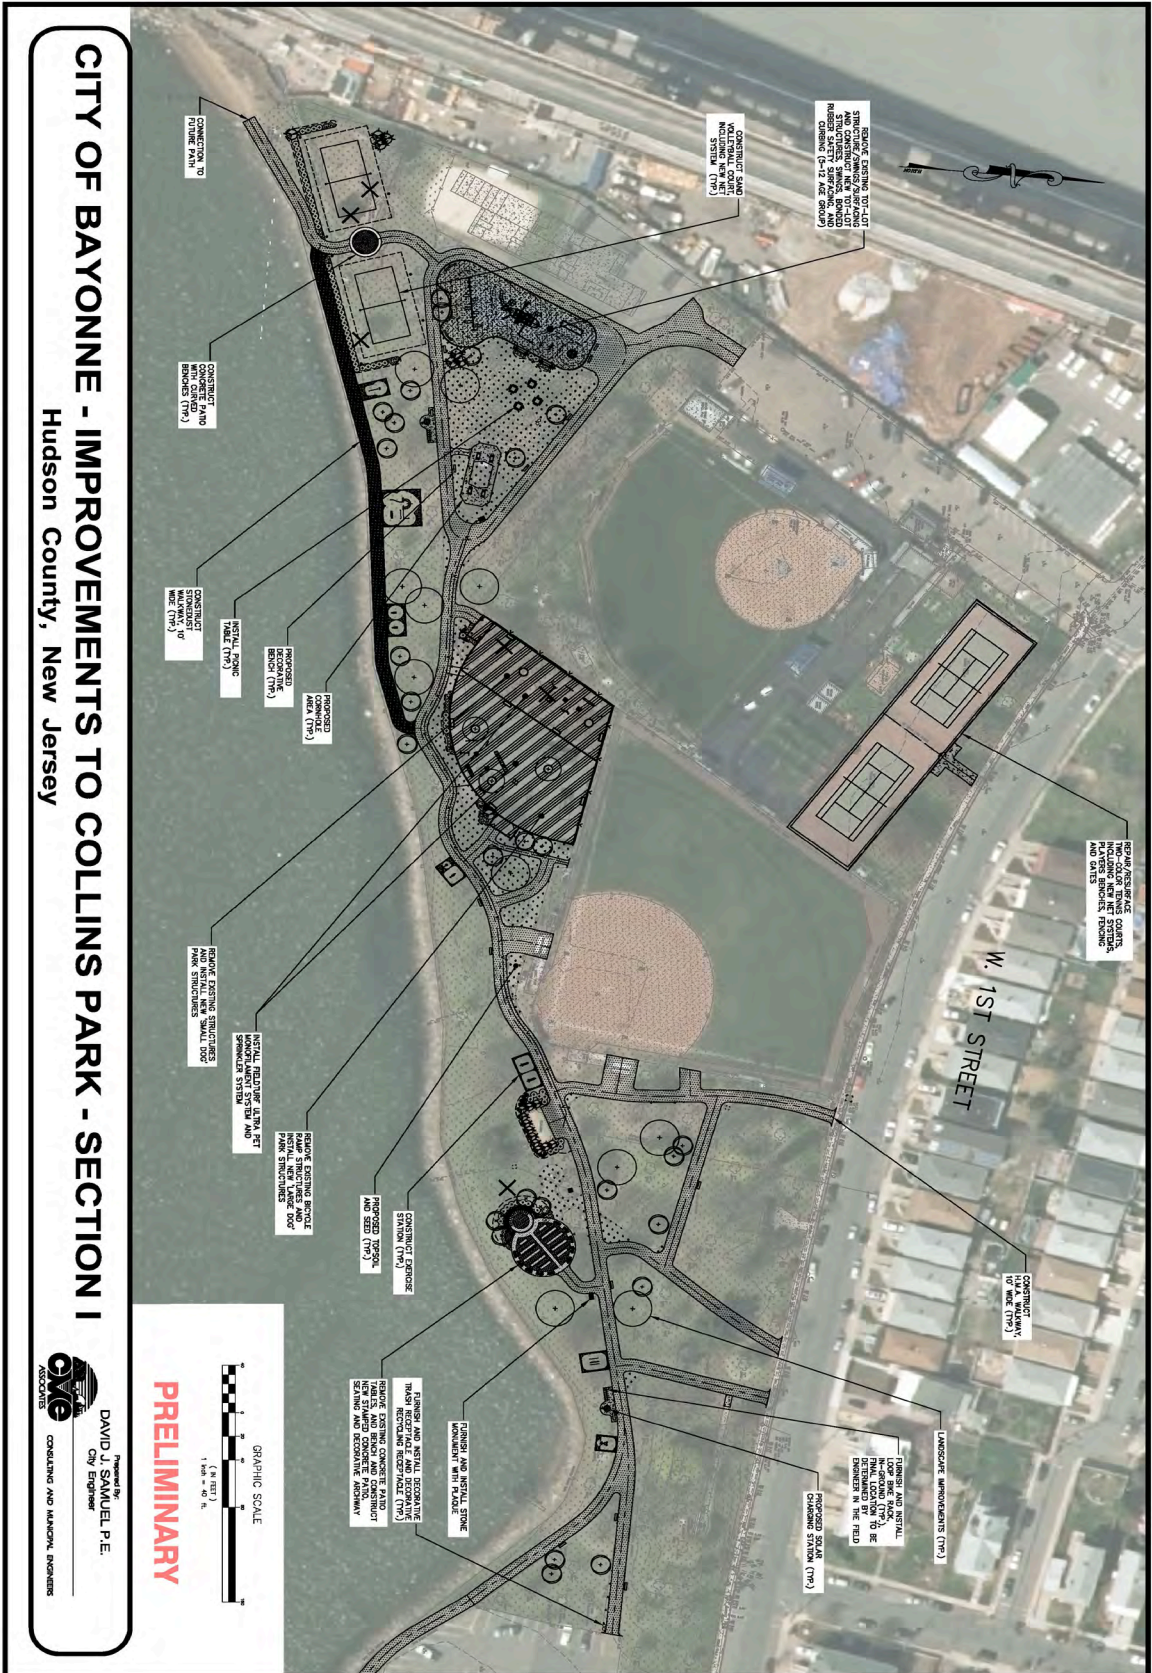 REMOVE EXISTING TOT-LOT
STRUCTURE/SWINGS/SURFACING
AND CONSTRUCT NEW TOT-LOT
STRUCTURES, SWINGS, BONDED
RUBBER SAFETY SURFACING, AND
CURBING (5-12 AGE GROUP)
CONSTRUCT SAND
VOLLEYBALL COURT,
INCLUDING NEW NET
SYSTEM (TYP.)
CONNECTION TO
FUTURE PATH
CONSTRUCT
CONCRETE PATIO
WITH CURVED
BENCHES (TYP.)
CONSTRUCT
STONEDUST
WALKWAY, 10'
WIDE (TYP.)
INSTALL PICNIC
TABLE (TYP.)
PROPOSED
DECORATIVE
BENCH (TYP.)
PROPOSED
CORNHOLE
AREA (TYP.)
REPAIR/RESURFACE
TWO-COLOR TENNIS COURTS,
INCLUDING NEW NET SYSTEMS,
PLAYERS BENCHES, FENCING
AND GATES
W. 1ST STREET
REMOVE EXISTING STRUCTURES
AND INSTALL NEW 'SMALL DOG'
PARK STRUCTURES
INSTALL FIELDTURF ULTRA PET
MONOFILAMENT SYSTEM AND
SPRINKLER SYSTEM
REMOVE EXISTING BICYCLE
RAMP STRUCTURES AND
INSTALL NEW 'LARGE DOG'
PARK STRUCTURES
PROPOSED TOPSOIL
AND SEED (TYP.)
CONSTRUCT EXERCISE
STATION (TYP.)
CONSTRUCT
H.M.A. WALKWAY,
10' WIDE (TYP.)
LANDSCAPE IMPROVEMENTS (TYP.)
FURNISH AND INSTALL
LOOP BIKE RACK,
IN-GROUND (TYP.),
FINAL LOCATION TO BE
DETERMINED BY
ENGINEER IN THE FIELD
PROPOSED SOLAR
CHARGING STATION (TYP.)
FURNISH AND INSTALL STONE
MONUMENT WITH PLAQUE
FURNISH AND INSTALL DECORATIVE
TRASH RECEPTACLE AND DECORATIVE
RECYCLING RECEPTACLE (TYP.)
REMOVE EXISTING CONCRETE PATIO
TABLES, AND BENCH AND CONSTRUCT
NEW STAMPED CONCRETE PATIO,
SEATING AND DECORATIVE ARCHWAY
GRAPHIC SCALE
( IN FEET )
1 inch = 40 ft.
PRELIMINARY
CITY OF BAYONNE - IMPROVEMENTS TO COLLINS PARK - SECTION I
Hudson County, New Jersey
cme
ASSOCIATES
Prepared By:
DAVID J. SAMUEL P.E.
City Engineer
CONSULTING AND MUNICIPAL ENGINEERS